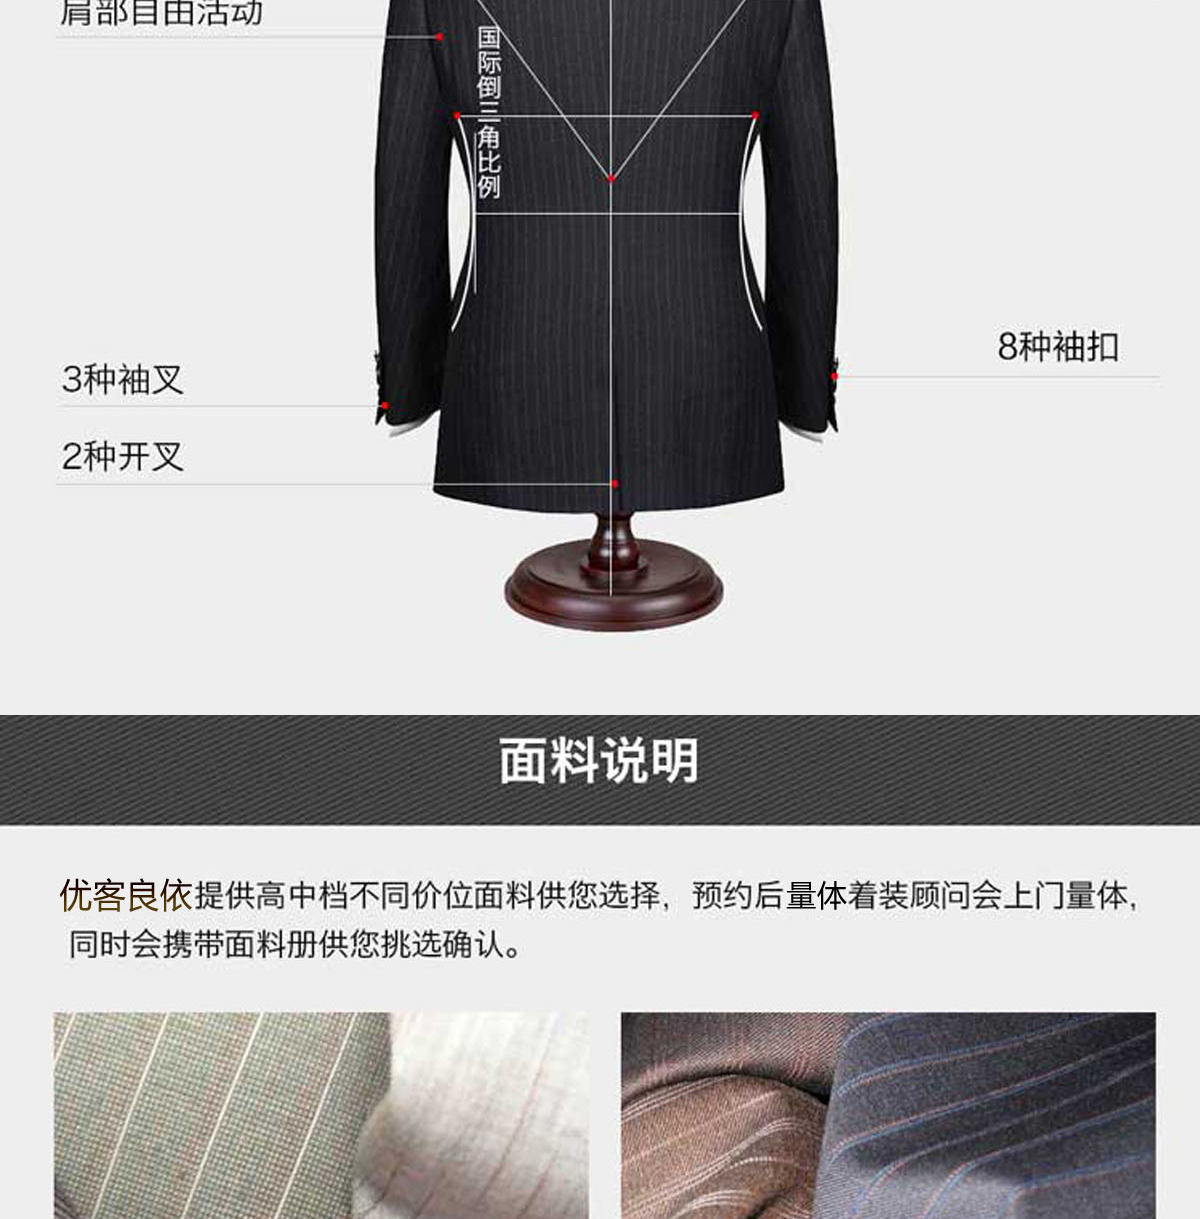 肩部自由活动
国际倒三角比例
8种袖扣
3种袖叉
2种开叉
面料说明
优客良依提供高中档不同价位面料供您选择，预约后量体着装顾问会上门量体，
同时会携带面料册供您挑选确认。